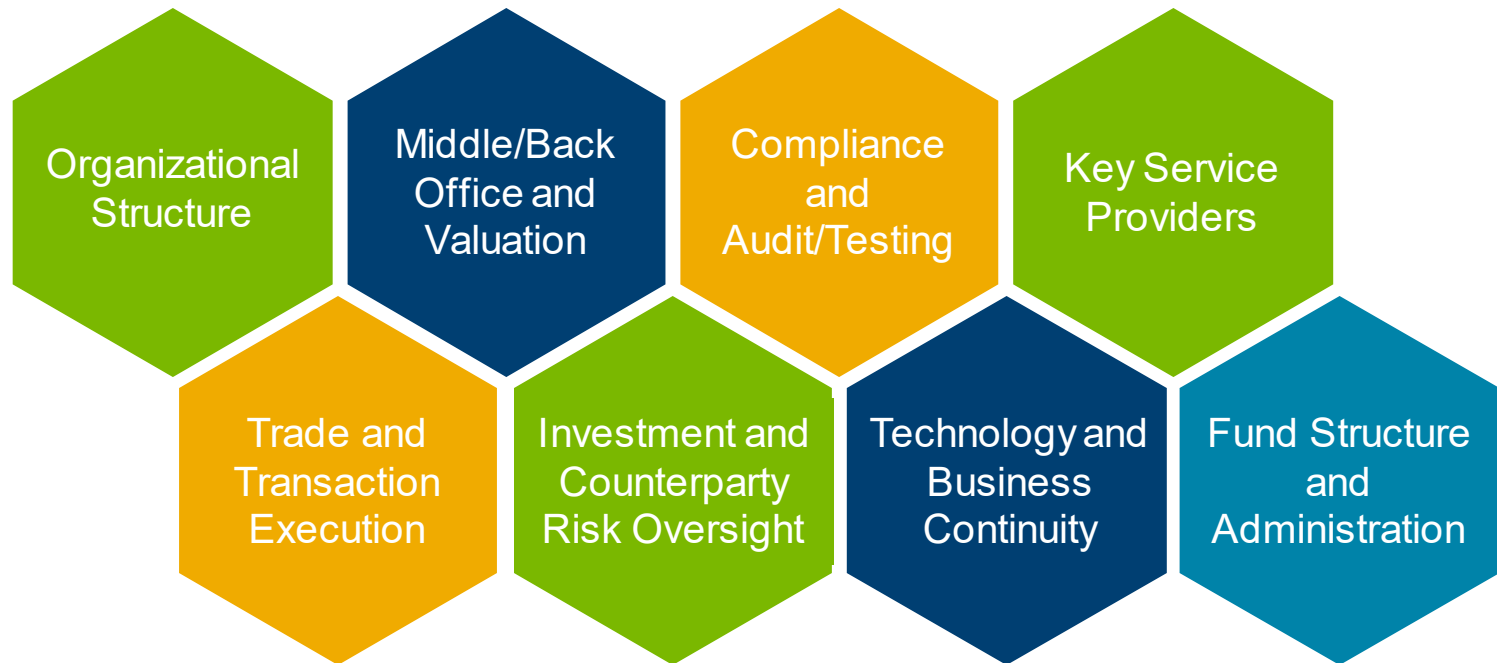 Organizational
Structure
Middle/Back
Office and
Valuation
Compliance
and
Audit/Testing
Key Service
Providers
Trade and
Transaction
Execution
Investment and
Counterparty
Risk Oversight
Technology and
Business
Continuity
Fund Structure
and
Administration